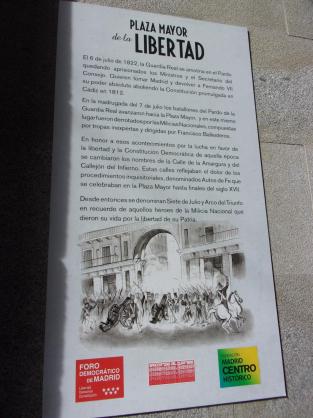 PLAZA MAYOR
de la LIBERTAD
El 6 de julio de 1822, la Guardia Real se amotina en el Pardo
quedando apresionados los Ministros y el Secretario del
Consejo. Quieren tomar Madrid y devolver a Fernando VII
su poder absoluto aboliendo la Constitución promulgada en
Cádiz en 1812.
En la madrugada del 7 de julio los batallones del Pardo de la
Guardia Real avanzaron hacia la Plaza Mayor, y en este mismo
lugar fueron derrotados por las Milicias Nacionales, compuestas
por tropas inexpertas y dirigidas por Francisco Ballesteros.
En honor a esos acontecimientos por la lucha en favor de
la libertad y la Constitución Democrática de aquella época
se cambiaron los nombres de la Calle de la Amargura y del
Callejón del Infierno. Estas calles reflejaban el dolor de los
procedimientos inquisitoriales, denominados Autos de Fe que
se celebraban en la Plaza Mayor hasta finales del siglo XVII.
Desde entonces se denominan Siete de Julio y Arco del Triunfo
en recuerdo de aquellos héroes de la Milicia Nacional que
dieron su vida por la libertad de su Patria.
FORO
DEMOCRÁTICO
DE MADRID
FUNDACIÓN
MADRID
CENTRO
HISTÓRICO